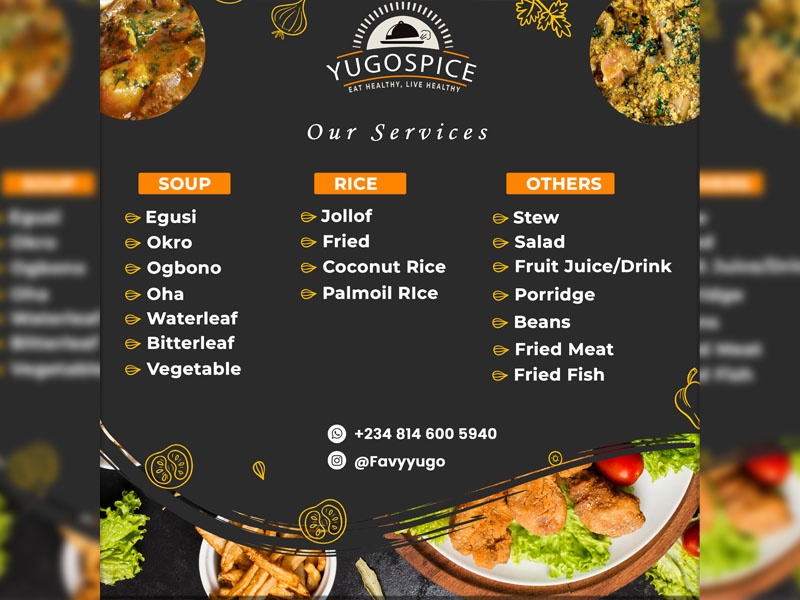 YUGOSPICE
EAT HEALTHY, LIVE HEALTHY
Our Services
SOUP
Egusi
Okro
Ogbono
Oha
Waterleaf
Bitterleaf
Vegetable
RICE
Jollof
Fried
Coconut Rice
Palmoil RIce
OTHERS
Stew
Salad
Fruit Juice/Drink
Porridge
Beans
Fried Meat
Fried Fish
+234 814 600 5940
@Favyyugo